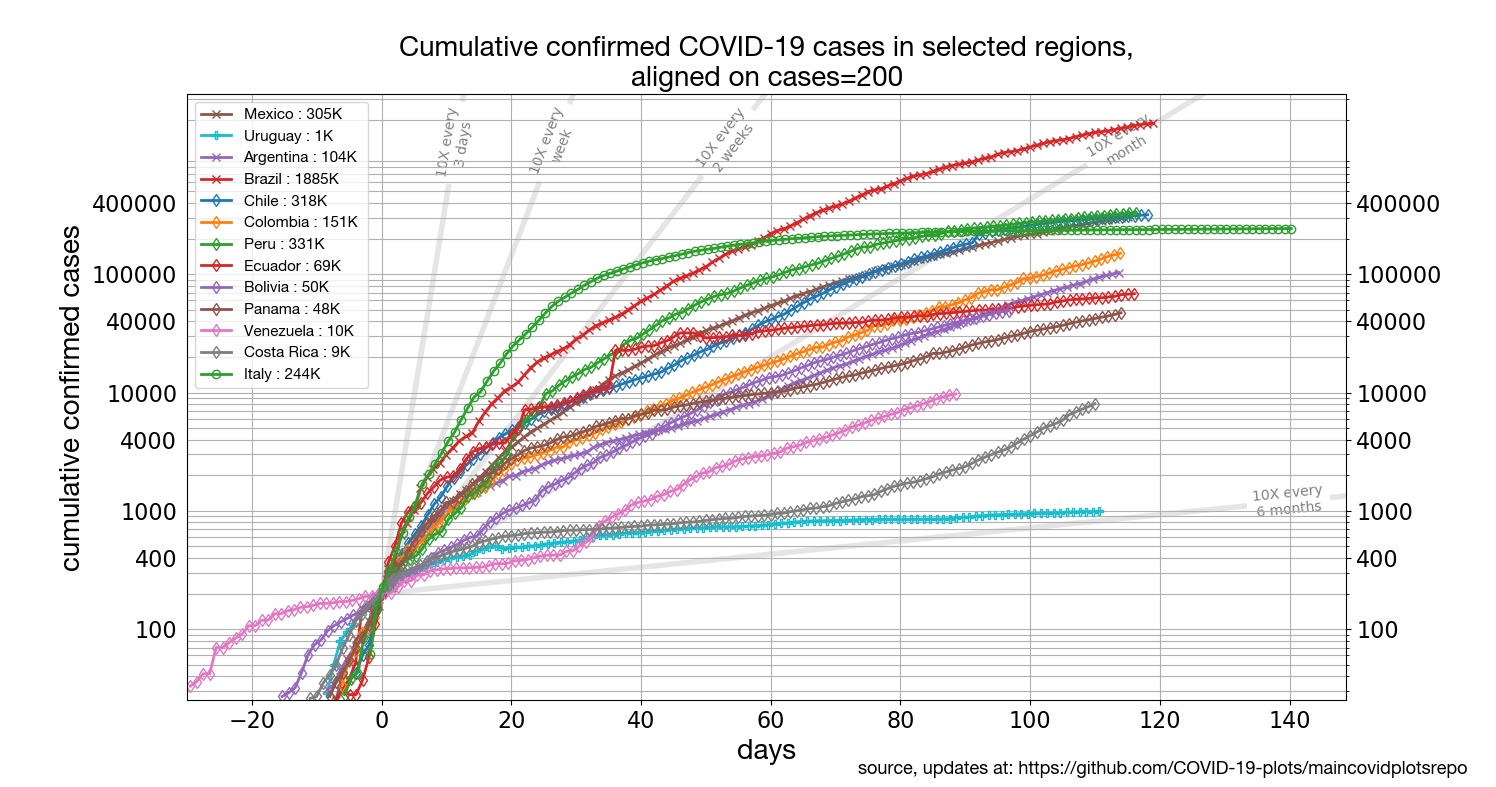 Cumulative confirmed COVID-19 cases in selected regions,
aligned on cases=200
10X every
3 days
10X every
week
10X every
2 weeks
10X every
month
10X every
6 months
Mexico : 305K
Uruguay : 1K
Argentina : 104K
Brazil : 1885K
Chile : 318K
Colombia : 151K
Peru : 331K
Ecuador : 69K
Bolivia : 50K
Panama : 48K
Venezuela : 10K
Costa Rica : 9K
Italy : 244K
cumulative confirmed cases
400000
100000
40000
10000
4000
1000
400
100
400000
100000
40000
10000
4000
1000
400
100
−20 0 20 40 60 80 100 120 140
days
source, updates at: https://github.com/COVID-19-plots/maincovidplotsrepo